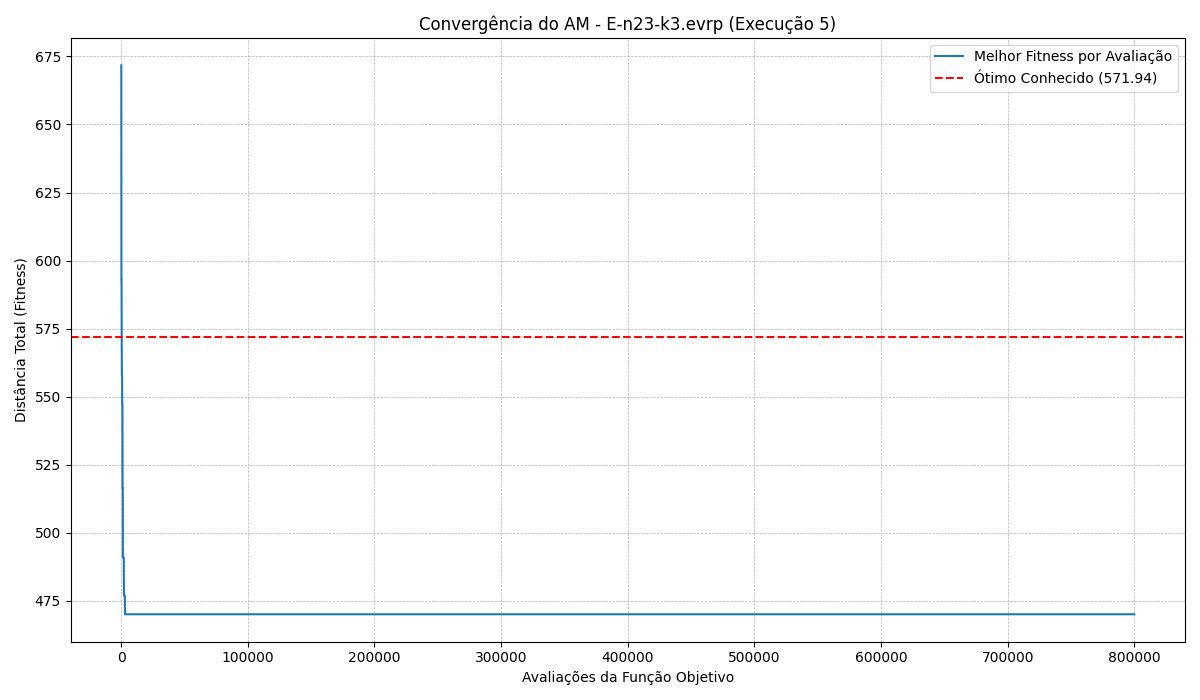 Convergência do AM - E-n23-k3.evrp (Execução 5)
Melhor Fitness por Avaliação
Ótimo Conhecido (571.94)
Distância Total (Fitness)
675
650
625
600
575
550
525
500
475
0 100000 200000 300000 400000 500000 600000 700000 800000
Avaliações da Função Objetivo